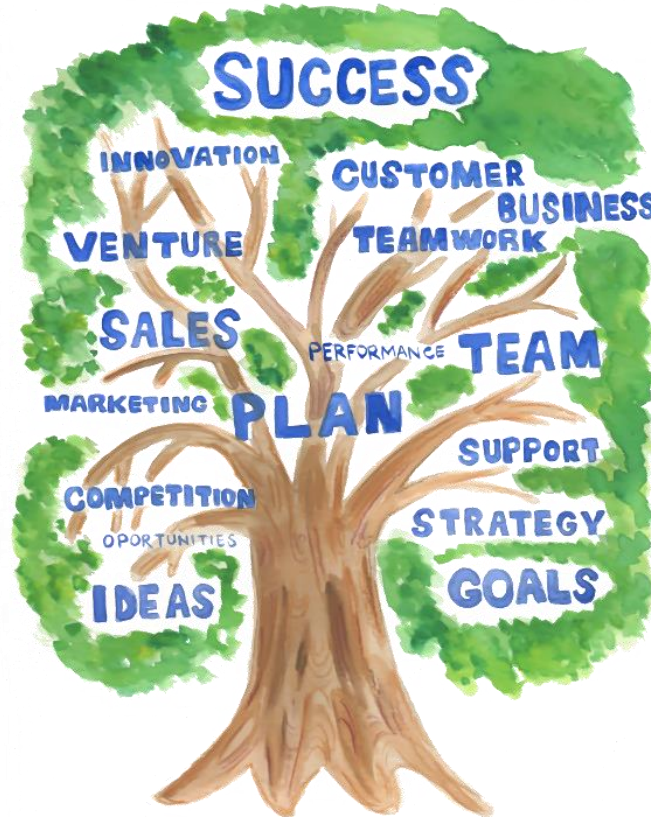 SUCCESS
INNOVATION
CUSTOMER
BUSINESS
VENTURE
TEAMWORK
SALES
PERFORMANCE
TEAM
MARKETING
PLAN
SUPPORT
COMPETITION
STRATEGY
OPORTUNITIES
IDEAS
GOALS